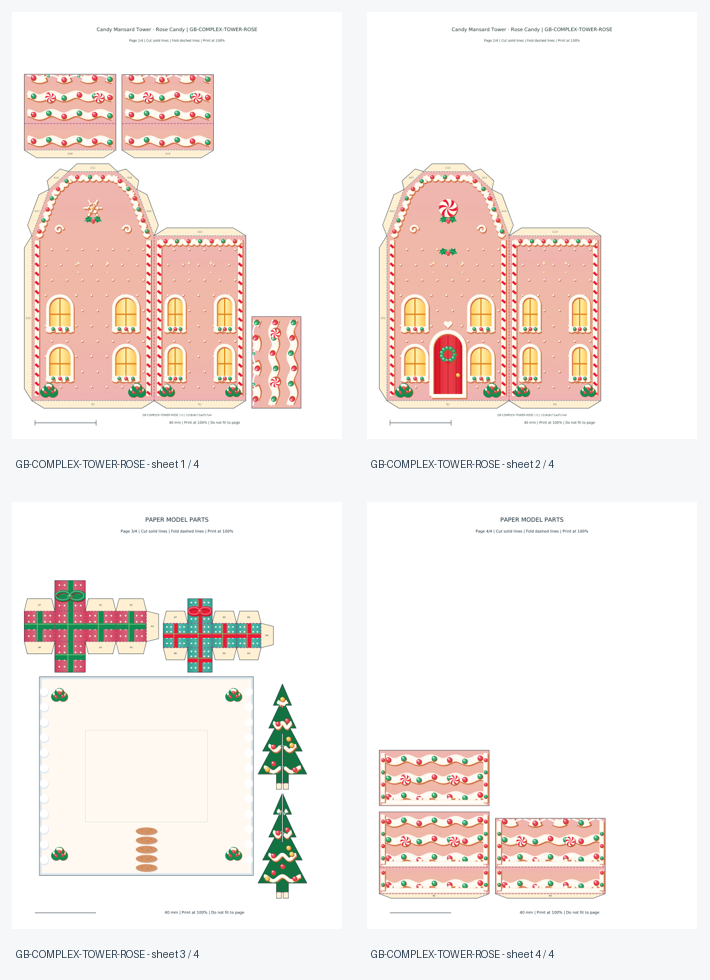 Candy Mansard Tower · Rose Candy | GB-COMPLEX-TOWER-ROSE
Page 1/4 | Cut solid lines | Fold dashed lines | Print at 100%
40 mm | Print at 100% | Do not fit to page
GB-COMPLEX-TOWER-ROSE - sheet 1 / 4
Candy Mansard Tower · Rose Candy | GB-COMPLEX-TOWER-ROSE
Page 2/4 | Cut solid lines | Fold dashed lines | Print at 100%
40 mm | Print at 100% | Do not fit to page
GB-COMPLEX-TOWER-ROSE - sheet 2 / 4
PAPER MODEL PARTS
Page 3/4 | Cut solid lines | Fold dashed lines | Print at 100%
40 mm | Print at 100% | Do not fit to page
GB-COMPLEX-TOWER-ROSE - sheet 3 / 4
PAPER MODEL PARTS
Page 4/4 | Cut solid lines | Fold dashed lines | Print at 100%
40 mm | Print at 100% | Do not fit to page
GB-COMPLEX-TOWER-ROSE - sheet 4 / 4